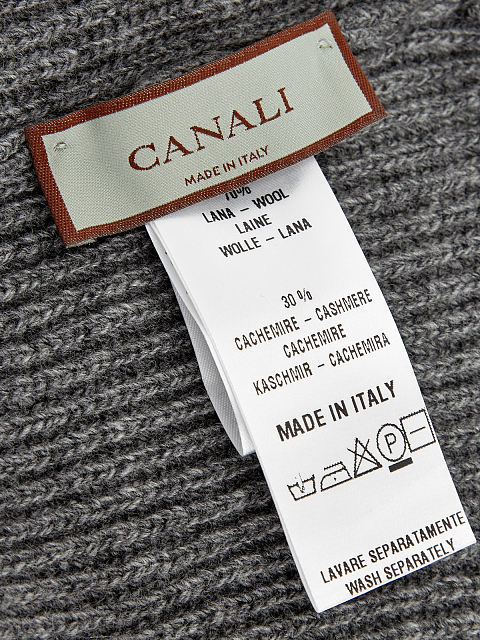 CANALI
MADE IN ITALY
70%
LANA – WOOL
LAINE
WOLLE – LANA
30 %
CACHEMIRE – CASHMERE
CACHEMIRE
KASCHMIR – CACHEMIRA
MADE IN ITALY
P
LAVARE SEPARATAMENTE
WASH SEPARATELY